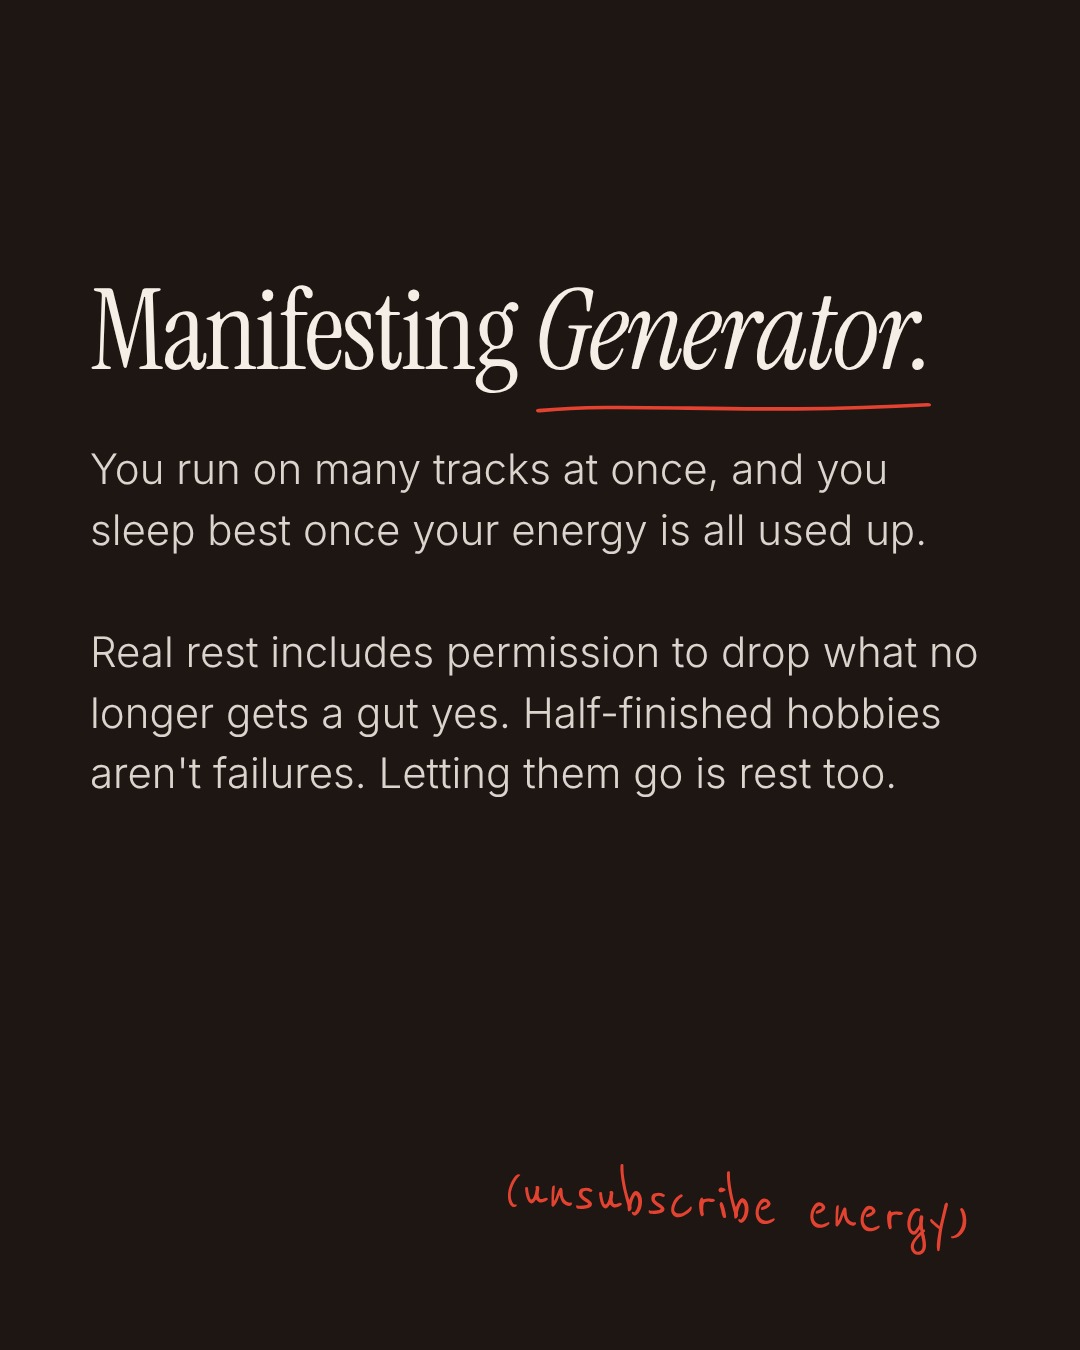 Manifesting Generator.
You run on many tracks at once, and you
sleep best once your energy is all used up.
Real rest includes permission to drop what no
longer gets a gut yes. Half-finished hobbies
aren't failures. Letting them go is rest too.
(unsubscribe energy)